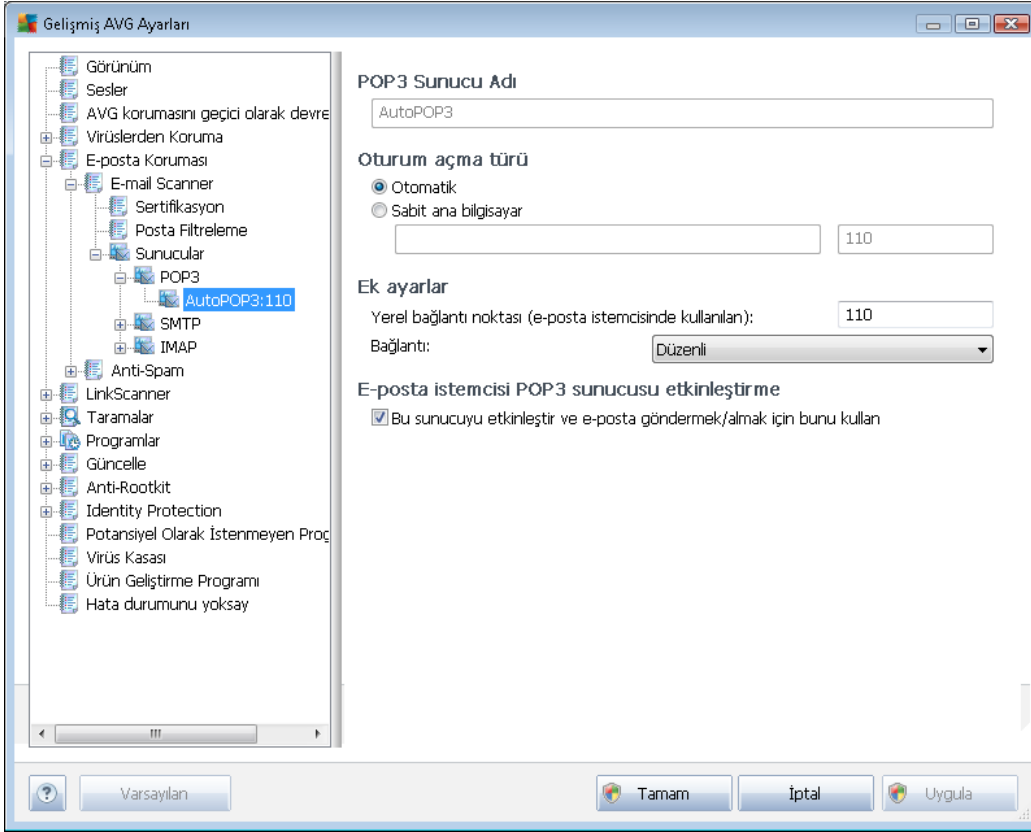 Gelişmiş AVG Ayarları
Görünüm
Sesler
AVG korumasını geçici olarak devre
Virüslerden Koruma
E-posta Koruması
E-mail Scanner
Sertifikasyon
Posta Filtreleme
Sunucular
POP3
AutoPOP3:110
SMTP
IMAP
Anti-Spam
LinkScanner
Taramalar
Programlar
Güncelle
Anti-Rootkit
Identity Protection
Potansiyel Olarak İstenmeyen Prog
Virüs Kasası
Ürün Geliştirme Programı
Hata durumunu yoksay
POP3 Sunucu Adı
AutoPOP3
Oturum açma türü
Otomatik
Sabit ana bilgisayar
110
Ek ayarlar
Yerel bağlantı noktası (e-posta istemcisinde kullanılan): 110
Bağlantı: Düzenli
E-posta istemcisi POP3 sunucusu etkinleştirme
Bu sunucuyu etkinleştir ve e-posta göndermek/almak için bunu kullan
? Varsayılan Tamam İptal Uygula